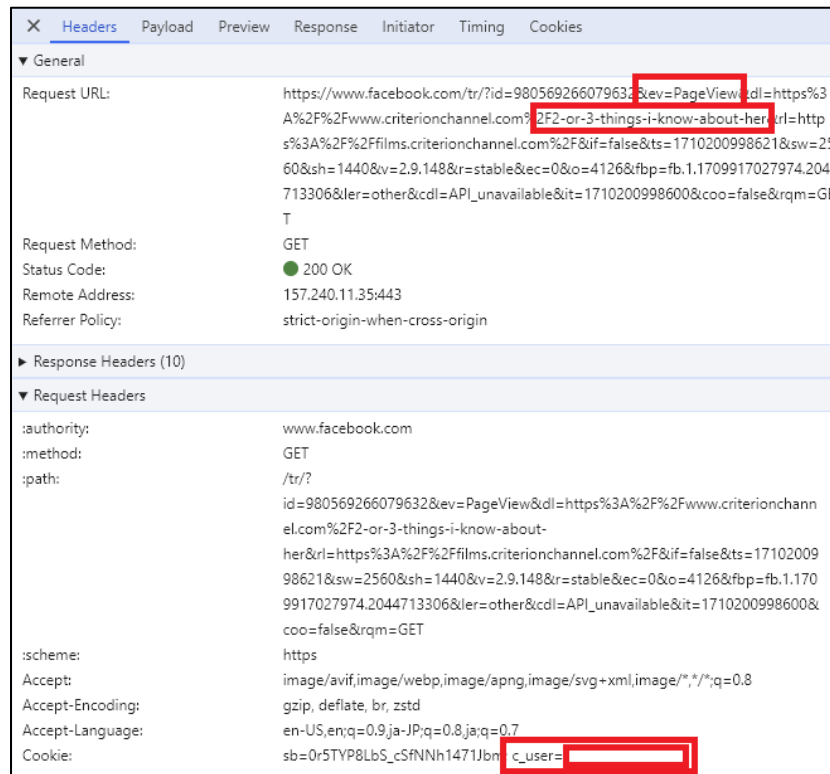 × Headers Payload Preview Response Initiator Timing Cookies
▼ General
Request URL: https://www.facebook.com/tr/?id=980569266079632&ev=PageView&dl=https%3
A%2F%2Fwww.criterionchannel.com%2F2-or-3-things-i-know-about-her&rl=http
s%3A%2F%2Ffilms.criterionchannel.com%2F&if=false&ts=1710200998621&sw=25
60&sh=1440&v=2.9.148&r=stable&ec=0&o=4126&fbp=fb.1.1709917027974.204
4713306&ler=other&cdl=API_unavailable&it=1710200998600&coo=false&rqm=GE
T
Request Method: GET
Status Code: 200 OK
Remote Address: 157.240.11.35:443
Referrer Policy: strict-origin-when-cross-origin
▶ Response Headers (10)
▼ Request Headers
:authority: www.facebook.com
:method: GET
:path: /tr/?
id=980569266079632&ev=PageView&dl=https%3A%2F%2Fwww.criterionchann
el.com%2F2-or-3-things-i-know-about-
her&rl=https%3A%2F%2Ffilms.criterionchannel.com%2F&if=false&ts=17102009
98621&sw=2560&sh=1440&v=2.9.148&r=stable&ec=0&o=4126&fbp=fb.1.170
9917027974.2044713306&ler=other&cdl=API_unavailable&it=1710200998600&
coo=false&rqm=GET
:scheme: https
Accept: image/avif,image/webp,image/apng,image/svg+xml,image/*,*/*;q=0.8
Accept-Encoding: gzip, deflate, br, zstd
Accept-Language: en-US,en;q=0.9,ja-JP;q=0.8,ja;q=0.7
Cookie: sb=0r5TYP8LbS_cSfNNh1471Jbm c_user=